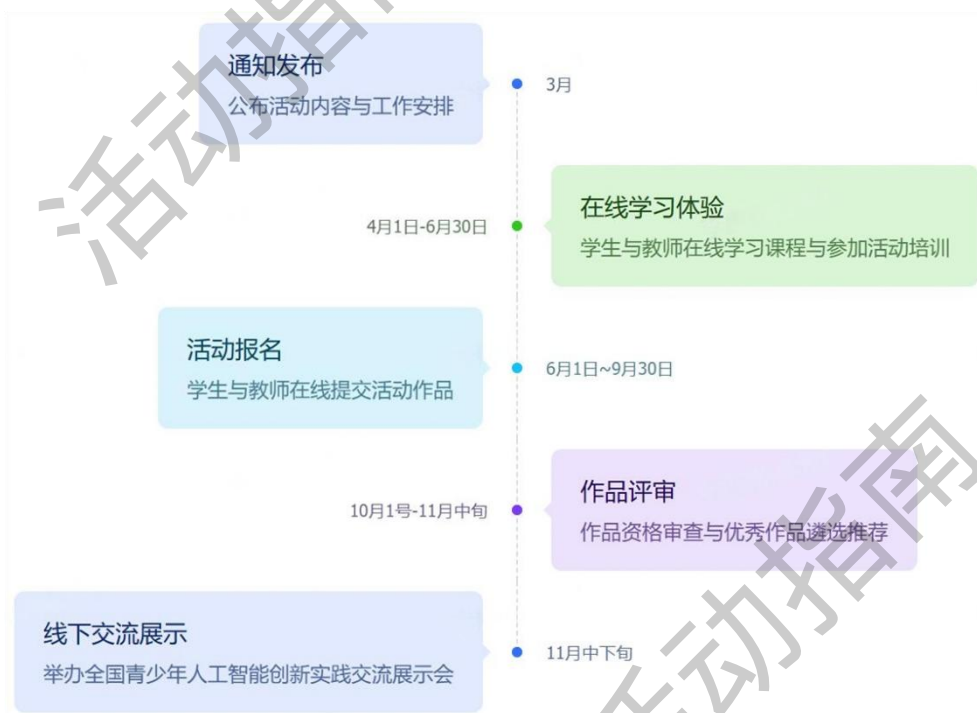 通知发布
公布活动内容与工作安排
3月
4月1日-6月30日
在线学习体验
学生与教师在线学习课程与参加活动培训
活动报名
学生与教师在线提交活动作品
6月1日~9月30日
10月1号-11月中旬
作品评审
作品资格审查与优秀作品遴选推荐
线下交流展示
举办全国青少年人工智能创新实践交流展示会
11月中下旬
活动指南
活动指南